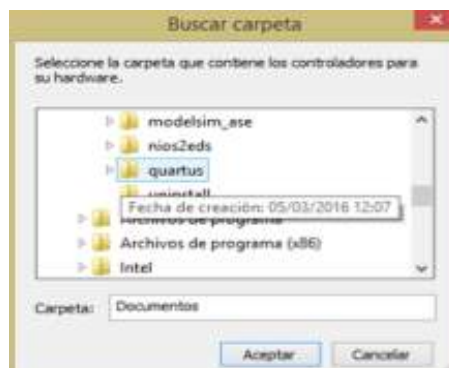 Buscar carpeta
Seleccione la carpeta que contiene los controladores para
su hardware.
modelsim_ase
nios2eds
quartus
uninstall
Fecha de creación: 05/03/2016 12:07
Archivos de programa
Archivos de programa (x86)
Intel
Carpeta: Documentos
Aceptar Cancelar